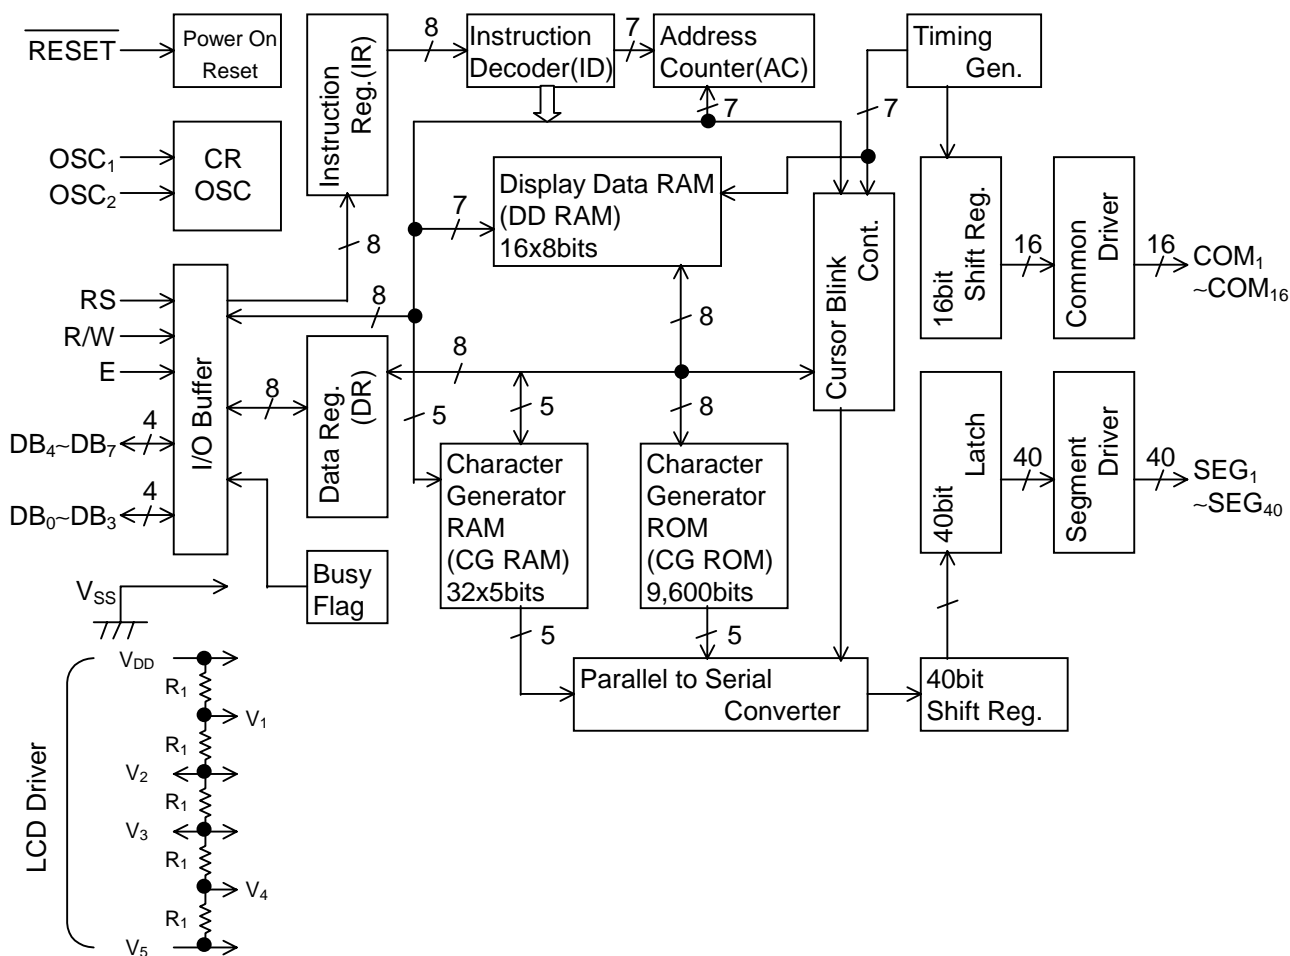 RESET
Power On
Reset
Instruction
Reg.(IR)
8
Instruction
Decoder(ID)
7
Address
Counter(AC)
Timing
Gen.
7
7
OSC1
OSC2
CR
OSC
Display Data RAM
(DD RAM)
16x8bits
7
8
Cursor Blink
Cont.
16bit
Shift Reg.
16
Common
Driver
16
COM1
~COM16
RS
R/W
E
DB4~DB7
4
DB0~DB3
4
I/O Buffer
8
8
8
Data Reg.
(DR)
8
5
5
8
Character
Generator
RAM
(CG RAM)
32x5bits
Character
Generator
ROM
(CG ROM)
9,600bits
40bit
Latch
40
Segment
Driver
40
SEG1
~SEG40
Busy
Flag
VSS
5
5
Parallel to Serial
Converter
40bit
Shift Reg.
LCD Driver
VDD
R1
V1
R1
V2
R1
V3
R1
V4
R1
V5